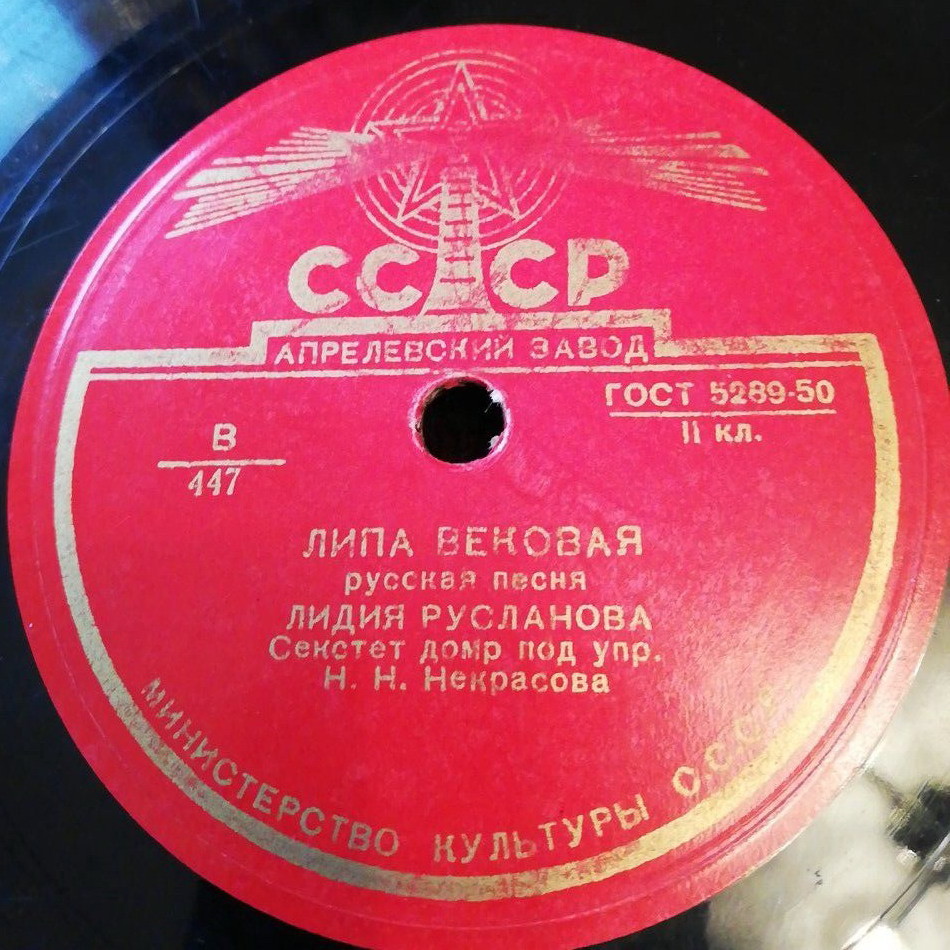 СССР
АПРЕЛЕВСКИЙ ЗАВОД
ГОСТ 5289-50
II кл.
В
447
ЛИПА ВЕКОВАЯ
русская песня
ЛИДИЯ РУСЛАНОВА
Секстет домр под упр.
Н. Н. Некрасова
МИНИСТЕРСТВО КУЛЬТУРЫ С.С.С.Р.